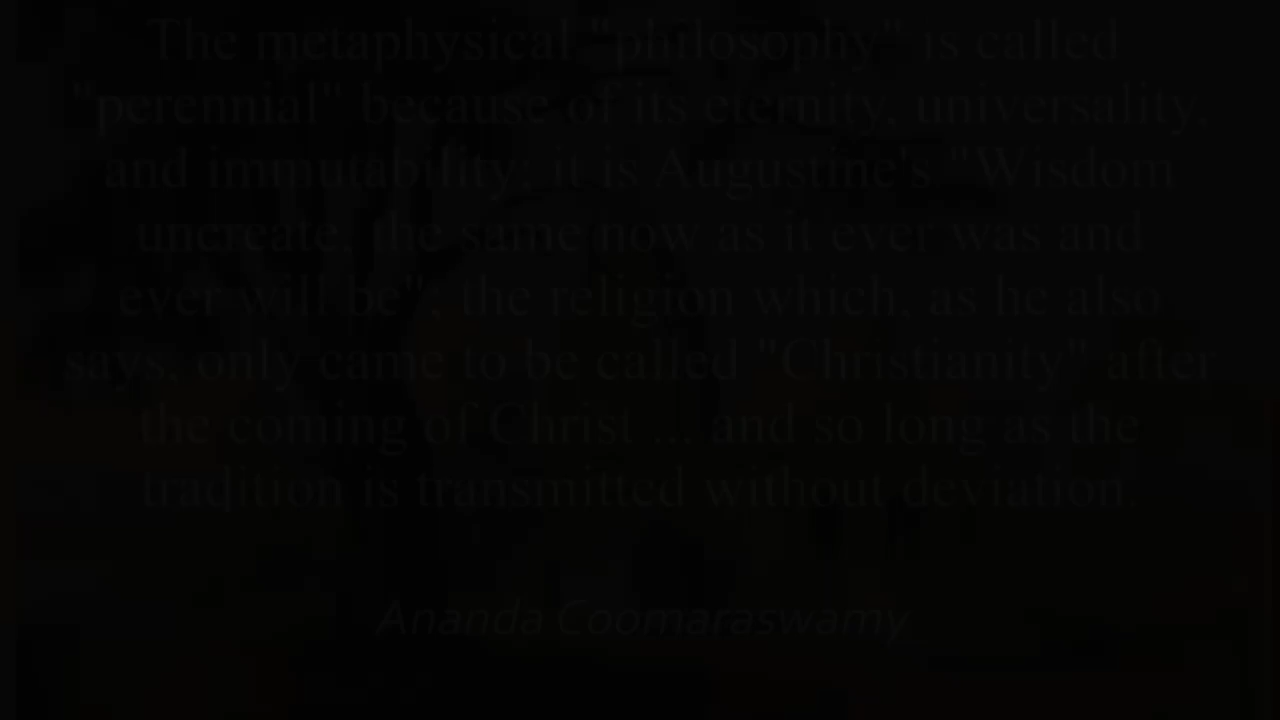 The metaphysical "philosophy" is called
"perennial" because of its eternity, universality,
and immutability; it is Augustine's "Wisdom
uncreate, the same now as it ever was and
ever will be"; the religion which, as he also
says, only came to be called "Christianity" after
the coming of Christ ... and so long as the
tradition is transmitted without deviation.
Ananda Coomaraswamy